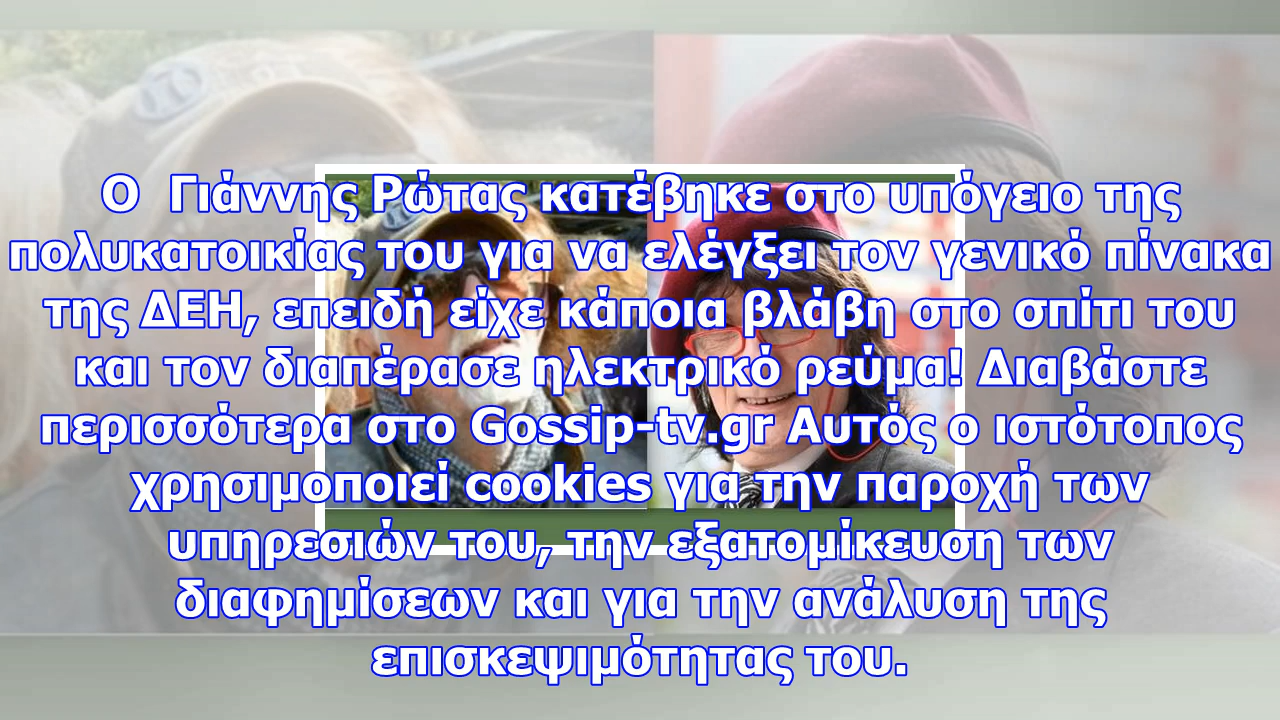 Ο  Γιάννης Ρώτας κατέβηκε στο υπόγειο της
πολυκατοικίας του για να ελέγξει τον γενικό πίνακα
της ΔΕΗ, επειδή είχε κάποια βλάβη στο σπίτι του
και τον διαπέρασε ηλεκτρικό ρεύμα! Διαβάστε
περισσότερα στο Gossip-tv.gr Αυτός ο ιστότοπος
χρησιμοποιεί cookies για την παροχή των
υπηρεσιών του, την εξατομίκευση των
διαφημίσεων και για την ανάλυση της
επισκεψιμότητας του.